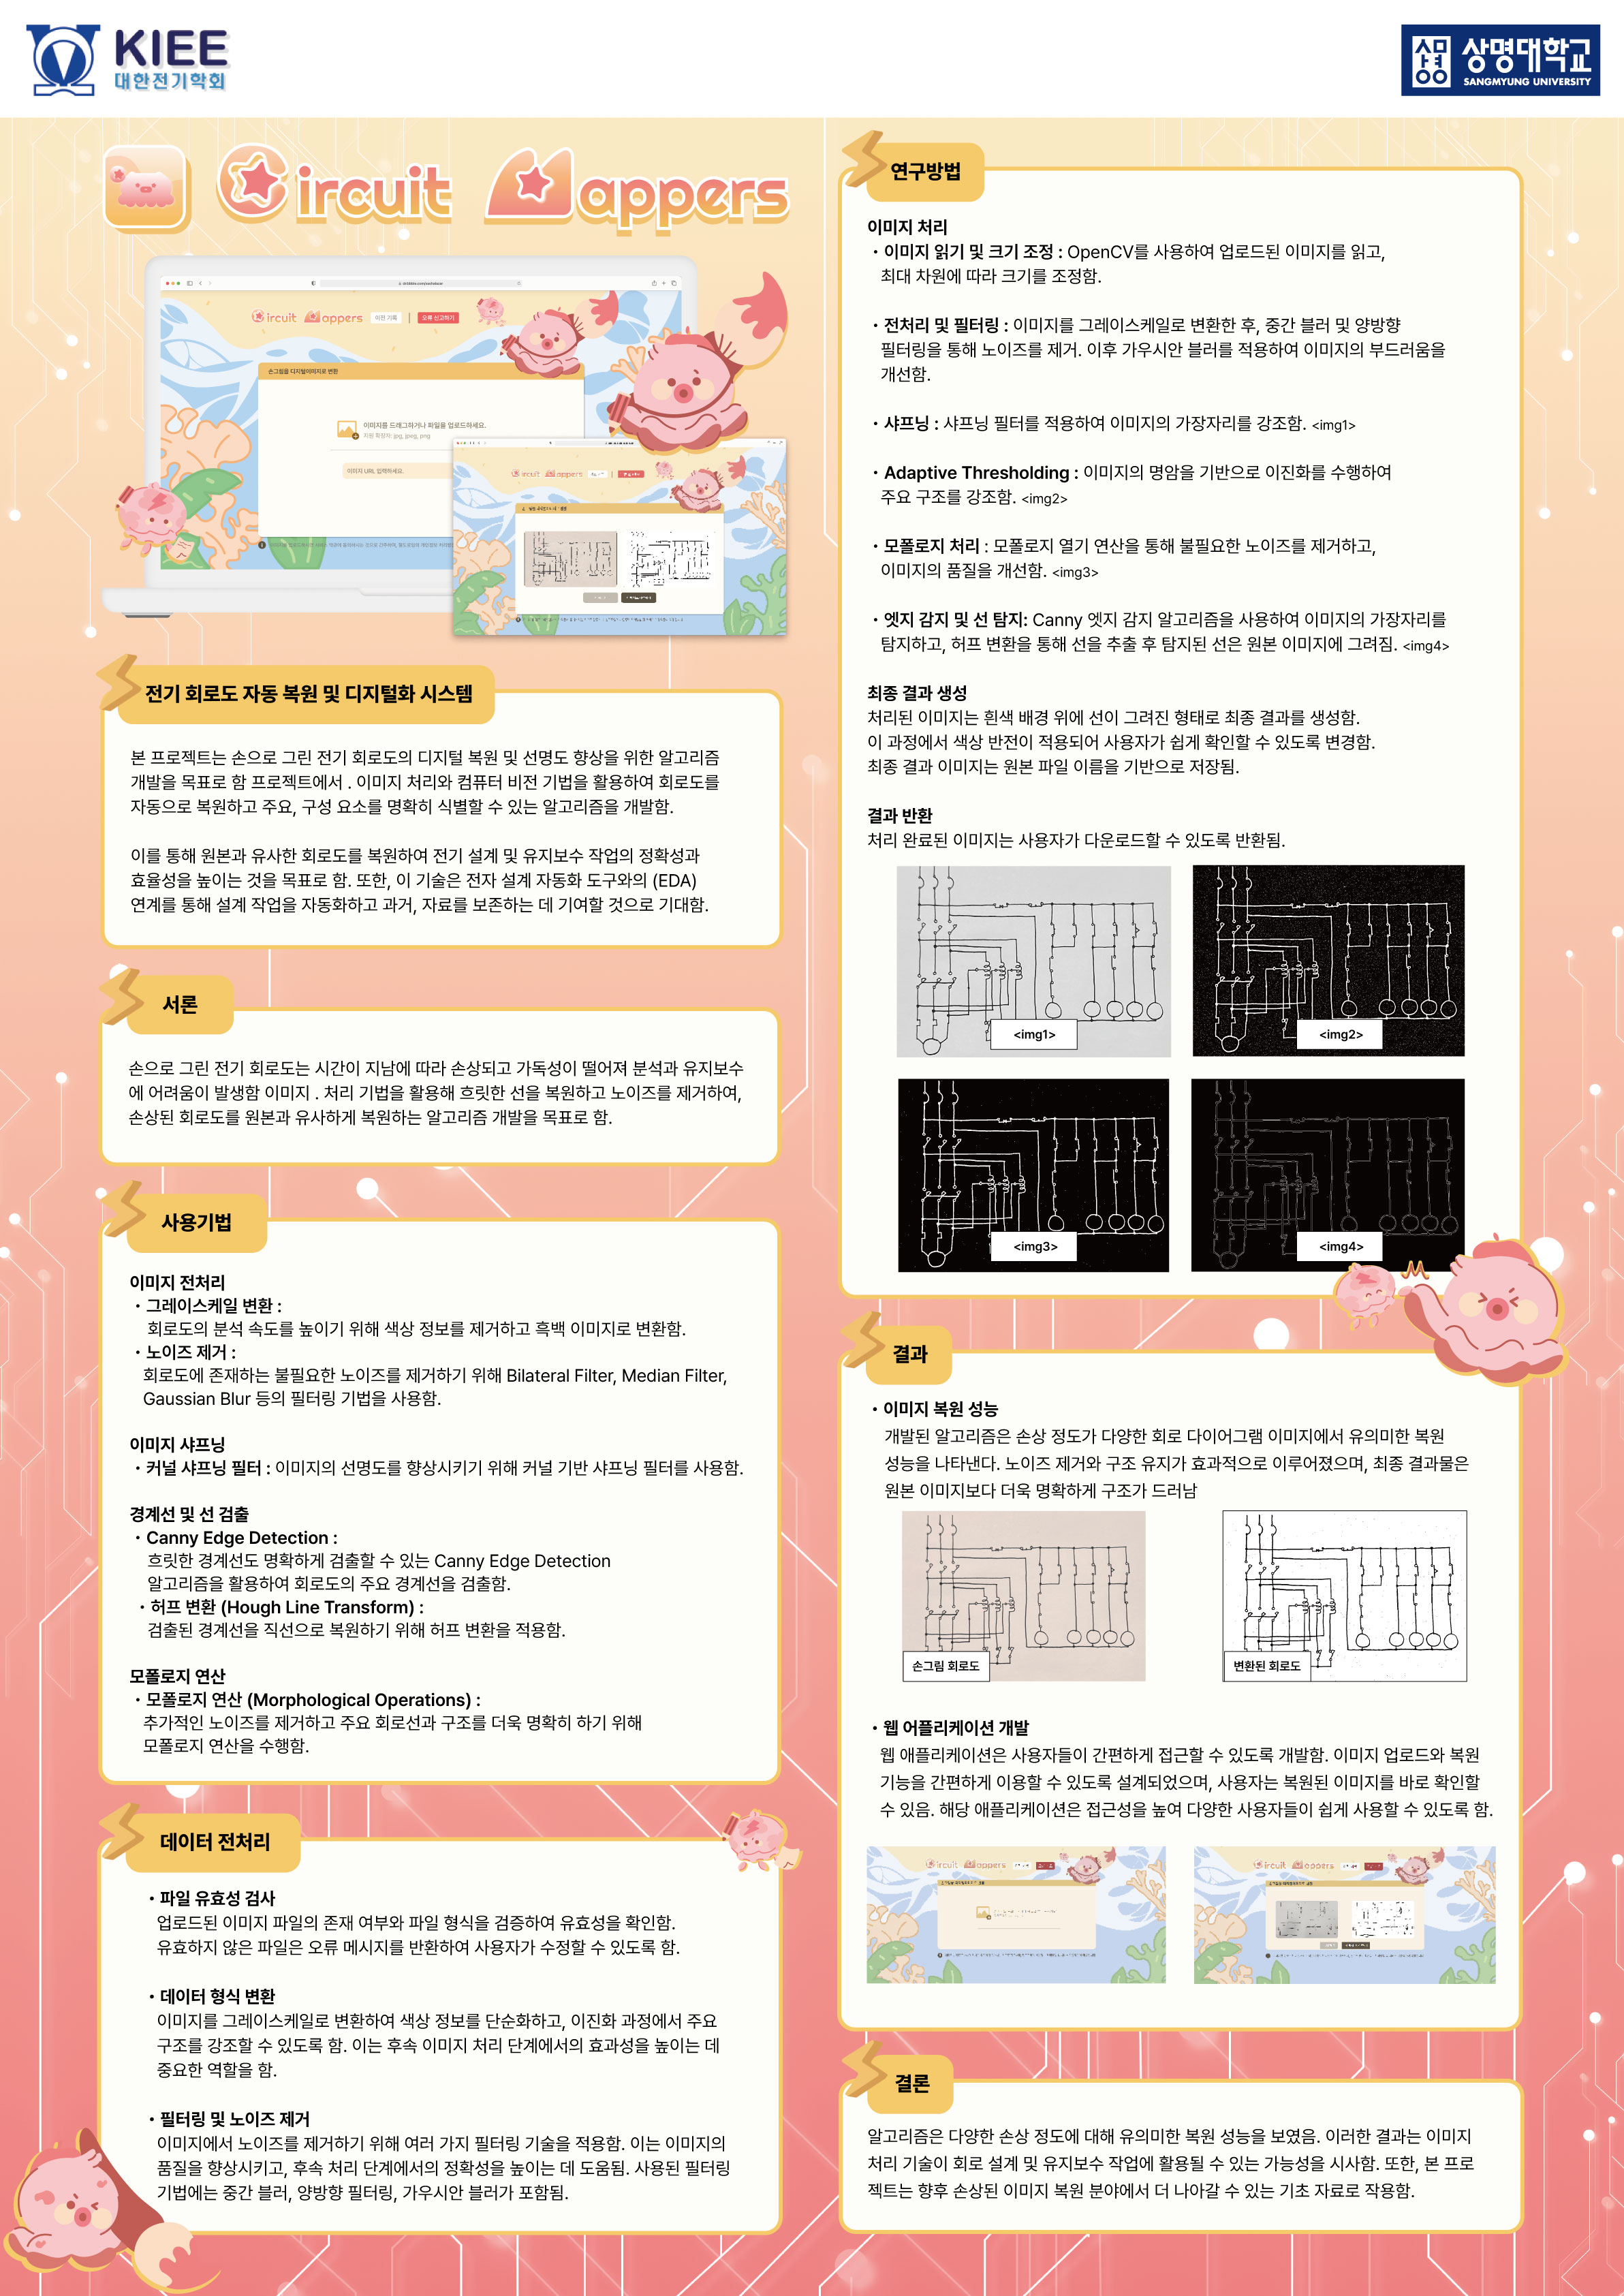 KIEE
대한전기학회
상명
상명대학교
SANGMYUNG UNIVERSITY
Circuit Mappers
Circuit Mappers 이전 기록 | 오류 신고하기
손그림을 디지털이미지로 변환
이미지를 드래그하거나 파일을 업로드하세요.
지원 확장자: jpg, jpeg, png
이미지 URL 입력하세요.
Circuit Mappers
전기 회로도 자동 복원 및 디지털화 시스템
본 프로젝트는 손으로 그린 전기 회로도의 디지털 복원 및 선명도 향상을 위한 알고리즘
개발을 목표로 함 프로젝트에서 . 이미지 처리와 컴퓨터 비전 기법을 활용하여 회로도를
자동으로 복원하고 주요, 구성 요소를 명확히 식별할 수 있는 알고리즘을 개발함.
이를 통해 원본과 유사한 회로도를 복원하여 전기 설계 및 유지보수 작업의 정확성과
효율성을 높이는 것을 목표로 함. 또한, 이 기술은 전자 설계 자동화 도구와의 (EDA)
연계를 통해 설계 작업을 자동화하고 과거, 자료를 보존하는 데 기여할 것으로 기대함.
서론
손으로 그린 전기 회로도는 시간이 지남에 따라 손상되고 가독성이 떨어져 분석과 유지보수
에 어려움이 발생함 이미지 . 처리 기법을 활용해 흐릿한 선을 복원하고 노이즈를 제거하여,
손상된 회로도를 원본과 유사하게 복원하는 알고리즘 개발을 목표로 함.
사용기법
이미지 전처리
• 그레이스케일 변환 :
회로도의 분석 속도를 높이기 위해 색상 정보를 제거하고 흑백 이미지로 변환함.
• 노이즈 제거 :
회로도에 존재하는 불필요한 노이즈를 제거하기 위해 Bilateral Filter, Median Filter,
Gaussian Blur 등의 필터링 기법을 사용함.
이미지 샤프닝
• 커널 샤프닝 필터 : 이미지의 선명도를 향상시키기 위해 커널 기반 샤프닝 필터를 사용함.
경계선 및 선 검출
• Canny Edge Detection :
흐릿한 경계선도 명확하게 검출할 수 있는 Canny Edge Detection
알고리즘을 활용하여 회로도의 주요 경계선을 검출함.
• 허프 변환 (Hough Line Transform) :
검출된 경계선을 직선으로 복원하기 위해 허프 변환을 적용함.
모폴로지 연산
• 모폴로지 연산 (Morphological Operations) :
추가적인 노이즈를 제거하고 주요 회로선과 구조를 더욱 명확히 하기 위해
모폴로지 연산을 수행함.
데이터 전처리
• 파일 유효성 검사
업로드된 이미지 파일의 존재 여부와 파일 형식을 검증하여 유효성을 확인함.
유효하지 않은 파일은 오류 메시지를 반환하여 사용자가 수정할 수 있도록 함.
• 데이터 형식 변환
이미지를 그레이스케일로 변환하여 색상 정보를 단순화하고, 이진화 과정에서 주요
구조를 강조할 수 있도록 함. 이는 후속 이미지 처리 단계에서의 효과성을 높이는 데
중요한 역할을 함.
• 필터링 및 노이즈 제거
이미지에서 노이즈를 제거하기 위해 여러 가지 필터링 기술을 적용함. 이는 이미지의
품질을 향상시키고, 후속 처리 단계에서의 정확성을 높이는 데 도움됨. 사용된 필터링
기법에는 중간 블러, 양방향 필터링, 가우시안 블러가 포함됨.
연구방법
이미지 처리
• 이미지 읽기 및 크기 조정 : OpenCV를 사용하여 업로드된 이미지를 읽고,
최대 차원에 따라 크기를 조정함.
• 전처리 및 필터링 : 이미지를 그레이스케일로 변환한 후, 중간 블러 및 양방향
필터링을 통해 노이즈를 제거. 이후 가우시안 블러를 적용하여 이미지의 부드러움을
개선함.
• 샤프닝 : 샤프닝 필터를 적용하여 이미지의 가장자리를 강조함. <img1>
• Adaptive Thresholding : 이미지의 명암을 기반으로 이진화를 수행하여
주요 구조를 강조함. <img2>
• 모폴로지 처리 : 모폴로지 열기 연산을 통해 불필요한 노이즈를 제거하고,
이미지의 품질을 개선함. <img3>
• 엣지 감지 및 선 탐지: Canny 엣지 감지 알고리즘을 사용하여 이미지의 가장자리를
탐지하고, 허프 변환을 통해 선을 추출 후 탐지된 선은 원본 이미지에 그려짐. <img4>
최종 결과 생성
처리된 이미지는 흰색 배경 위에 선이 그려진 형태로 최종 결과를 생성함.
이 과정에서 색상 반전이 적용되어 사용자가 쉽게 확인할 수 있도록 변경함.
최종 결과 이미지는 원본 파일 이름을 기반으로 저장됨.
결과 반환
처리 완료된 이미지는 사용자가 다운로드할 수 있도록 반환됨.
<img1>
<img2>
<img3>
<img4>
결과
• 이미지 복원 성능
개발된 알고리즘은 손상 정도가 다양한 회로 다이어그램 이미지에서 유의미한 복원
성능을 나타낸다. 노이즈 제거와 구조 유지가 효과적으로 이루어졌으며, 최종 결과물은
원본 이미지보다 더욱 명확하게 구조가 드러남
손그림 회로도
변환된 회로도
• 웹 어플리케이션 개발
웹 애플리케이션은 사용자들이 간편하게 접근할 수 있도록 개발함. 이미지 업로드와 복원
기능을 간편하게 이용할 수 있도록 설계되었으며, 사용자는 복원된 이미지를 바로 확인할
수 있음. 해당 애플리케이션은 접근성을 높여 다양한 사용자들이 쉽게 사용할 수 있도록 함.
Circuit Mappers
Circuit Mappers
결론
알고리즘은 다양한 손상 정도에 대해 유의미한 복원 성능을 보였음. 이러한 결과는 이미지
처리 기술이 회로 설계 및 유지보수 작업에 활용될 수 있는 가능성을 시사함. 또한, 본 프로
젝트는 향후 손상된 이미지 복원 분야에서 더 나아갈 수 있는 기초 자료로 작용함.